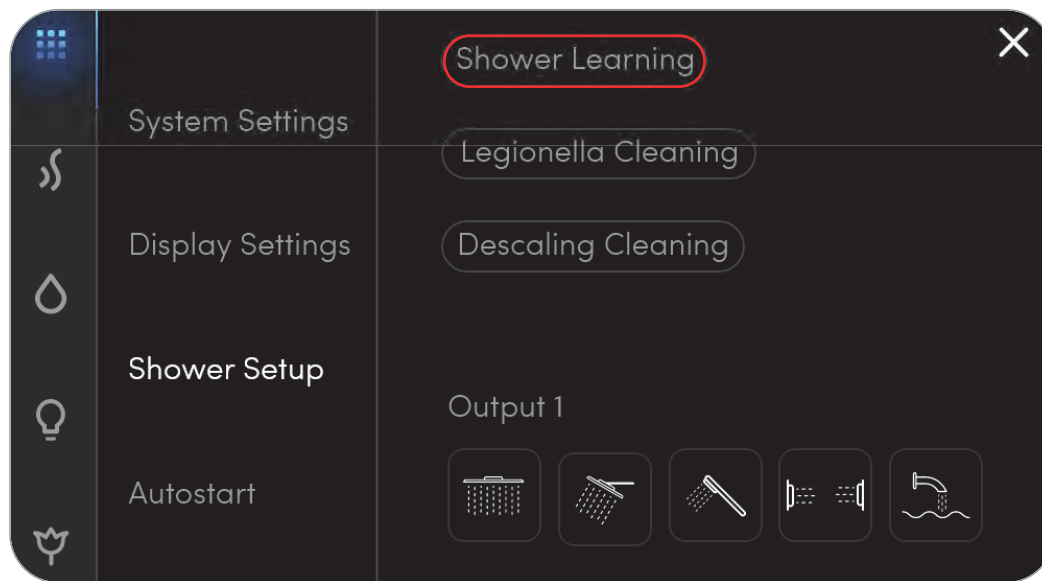 Shower Learning
System Settings
Legionella Cleaning
Display Settings
Descaling Cleaning
Shower Setup
Output 1
Autostart